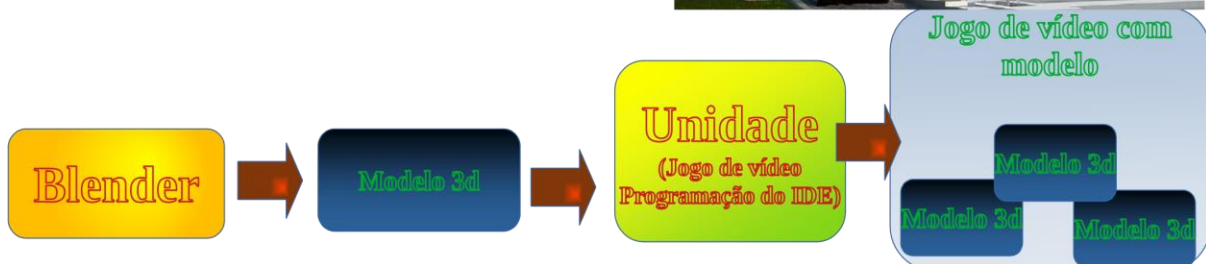 Blender
Modelo 3d
Unidade
(Jogo de vídeo
Programação do IDE)
Jogo de vídeo com
modelo
Modelo 3d
Modelo 3d
Modelo 3d